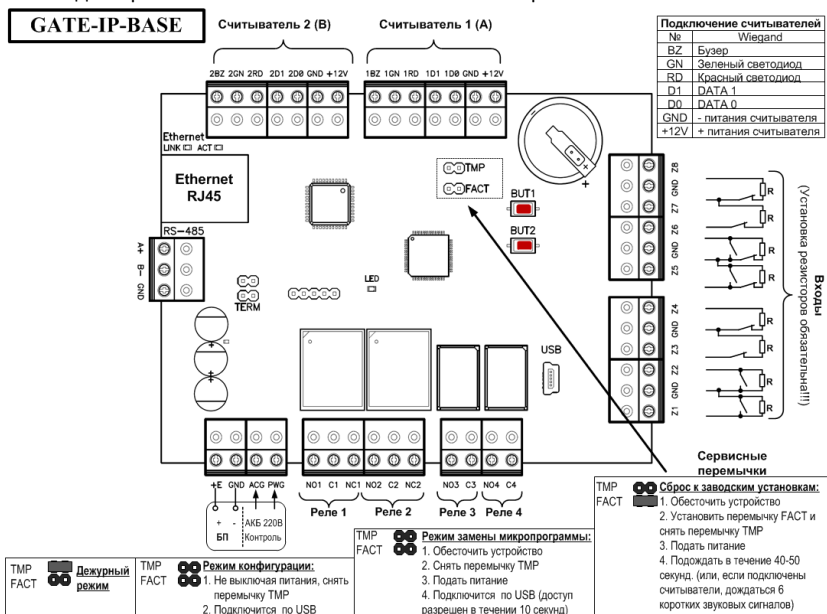 GATE-IP-BASE
Считыватель 2 (B)
Считыватель 1 (A)
2BZ 2GN 2RD 2D1 2D0 GND +12V
1BZ 1GN 1RD 1D1 1D0 GND +12V
Подключение считывателей
№ Wiegand
BZ Бузер
GN Зеленый светодиод
RD Красный светодиод
D1 DATA 1
D0 DATA 0
GND - питания считывателя
+12V + питания считывателя
Ethernet
LINK ACT
Ethernet
RJ45
TMP
FACT
BUT1
BUT2
+
RS-485
A+
B-
GND
TERM
LED
USB
Z8
GND
Z7
Z6
GND
Z5
Z4
GND
Z3
Z2
GND
Z1
R
R
R
R
R
R
R
R
Входы
(Установка резисторов обязательна!!!)
+E GND ACG PWG
+ - АКБ 220В
БП Контроль
NO1 C1 NC1 NO2 C2 NC2
NO3 C3 NO4 C4
Реле 1 Реле 2 Реле 3 Реле 4
Сервисные
перемычки
TMP
FACT
Дежурный
режим
TMP
FACT
Режим конфигурации:
1. Не выключая питания, снять
перемычку TMP
2. Подключится по USB
TMP
FACT
Режим замены микропрограммы:
1. Обесточить устройство
2. Снять перемычку TMP
3. Подать питание
4. Подключится по USB (доступ
разрешен в течении 10 секунд)
TMP
FACT
Сброс к заводским установкам:
1. Обесточить устройство
2. Установить перемычку FACT и
снять перемычку TMP
3. Подать питание
4. Подождать в течение 40-50
секунд. (или, если подключены
считыватели, дождаться 6
коротких звуковых сигналов)